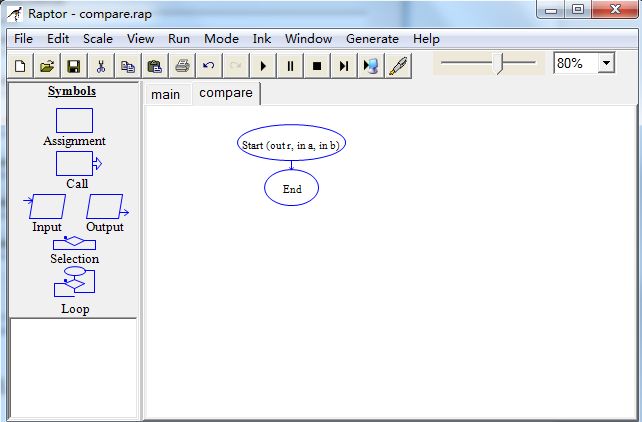 Raptor - compare.rap
File Edit Scale View Run Mode Ink Window Generate Help
80%
Symbols
main compare
Assignment
Call
Input Output
Selection
Loop
Start (out r, in a, in b)
End